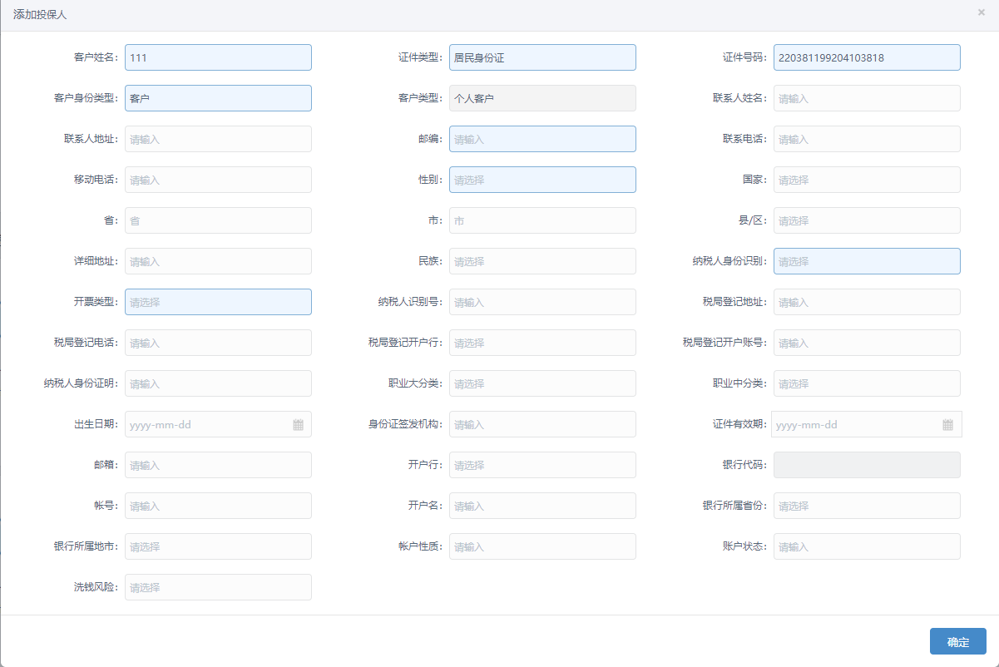 添加投保人
×
客户姓名: 111 证件类型: 居民身份证 证件号码: 220381199204103818
客户身份类型: 客户 客户类型: 个人客户 联系人姓名: 请输入
联系人地址: 请输入 邮编: 请输入 联系电话: 请输入
移动电话: 请输入 性别: 请选择 国家: 请选择
省: 省 市: 市 县/区: 请选择
详细地址: 请输入 民族: 请选择 纳税人身份识别: 请选择
开票类型: 请选择 纳税人识别号: 请输入 税局登记地址: 请输入
税局登记电话: 请输入 税局登记开户行: 请选择 税局登记开户账号: 请输入
纳税人身份证明: 请输入 职业大分类: 请选择 职业中分类: 请选择
出生日期: yyyy-mm-dd 身份证签发机构: 请输入 证件有效期: yyyy-mm-dd
邮箱: 请输入 开户行: 请选择 银行代码:
帐号: 请输入 开户名: 请输入 银行所属省份: 请选择
银行所属地市: 请选择 帐户性质: 请输入 账户状态: 请输入
洗钱风险: 请选择
确定